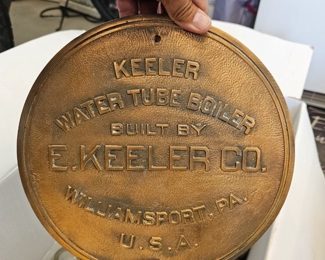 KEELER
WATER TUBE BOILER
BUILT BY
E. KEELER CO.
WILLIAMSPORT, PA.
U.S.A.